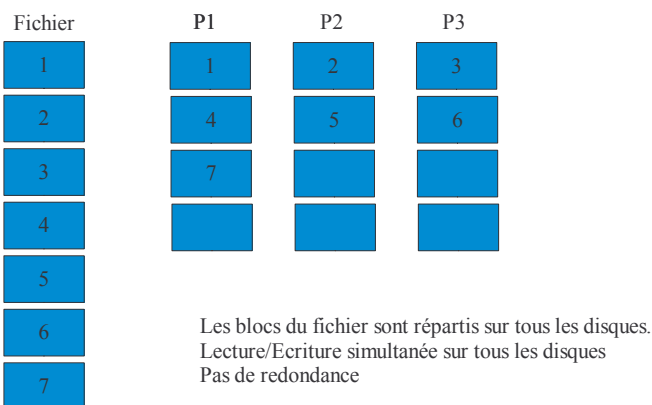 Fichier P1 P2 P3
1 1 2 3
2 4 5 6
3 7
4
5
6
7
Les blocs du fichier sont répartis sur tous les disques.
Lecture/Ecriture simultanée sur tous les disques
Pas de redondance